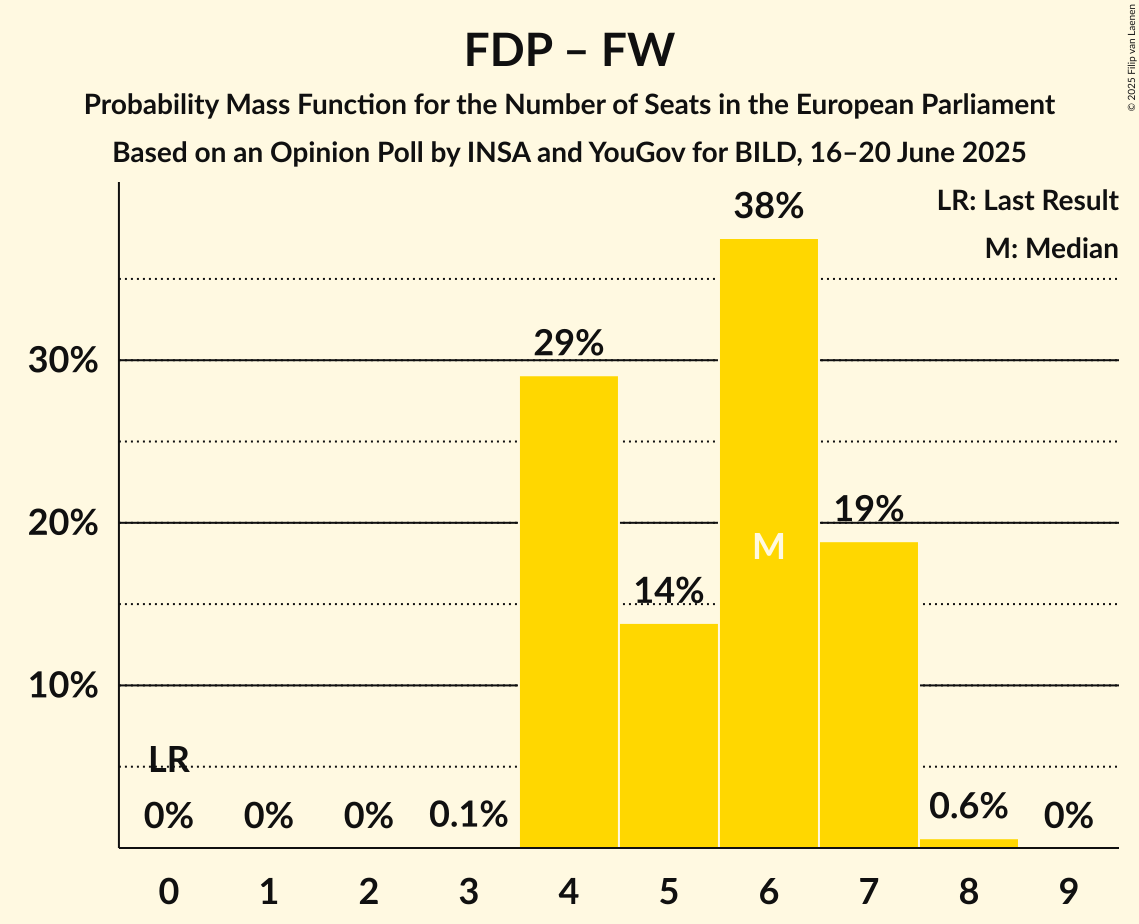 FDP – FW
Probability Mass Function for the Number of Seats in the European Parliament
Based on an Opinion Poll by INSA and YouGov for BILD, 16–20 June 2025
© 2025 Filip van Laenen
LR: Last Result
M: Median
38%
29%
30%
19%
20%
M
14%
10%
LR
0%
0%
0%
0.1%
0.6%
0%
0
1
2
3
4
5
6
7
8
9